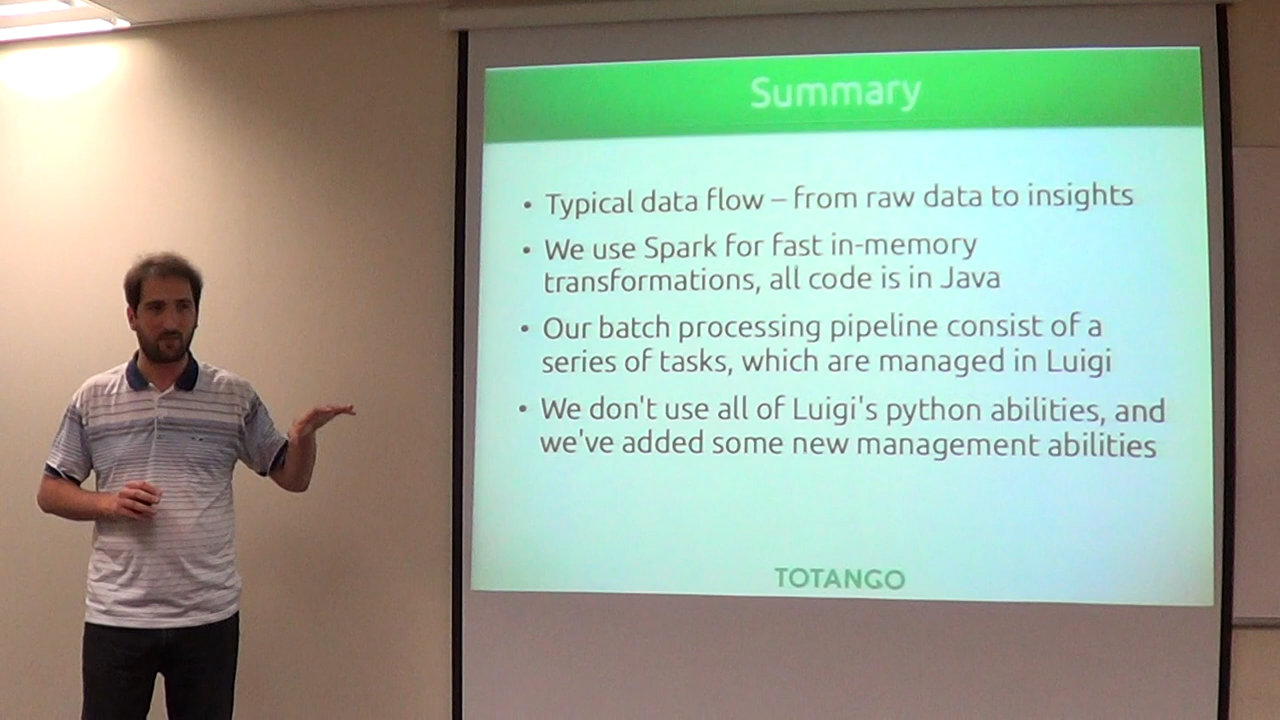 Summary
• Typical data flow – from raw data to insights
• We use Spark for fast in-memory
transformations, all code is in Java
• Our batch processing pipeline consist of a
series of tasks, which are managed in Luigi
• We don't use all of Luigi's python abilities, and
we've added some new management abilities
TOTANGO